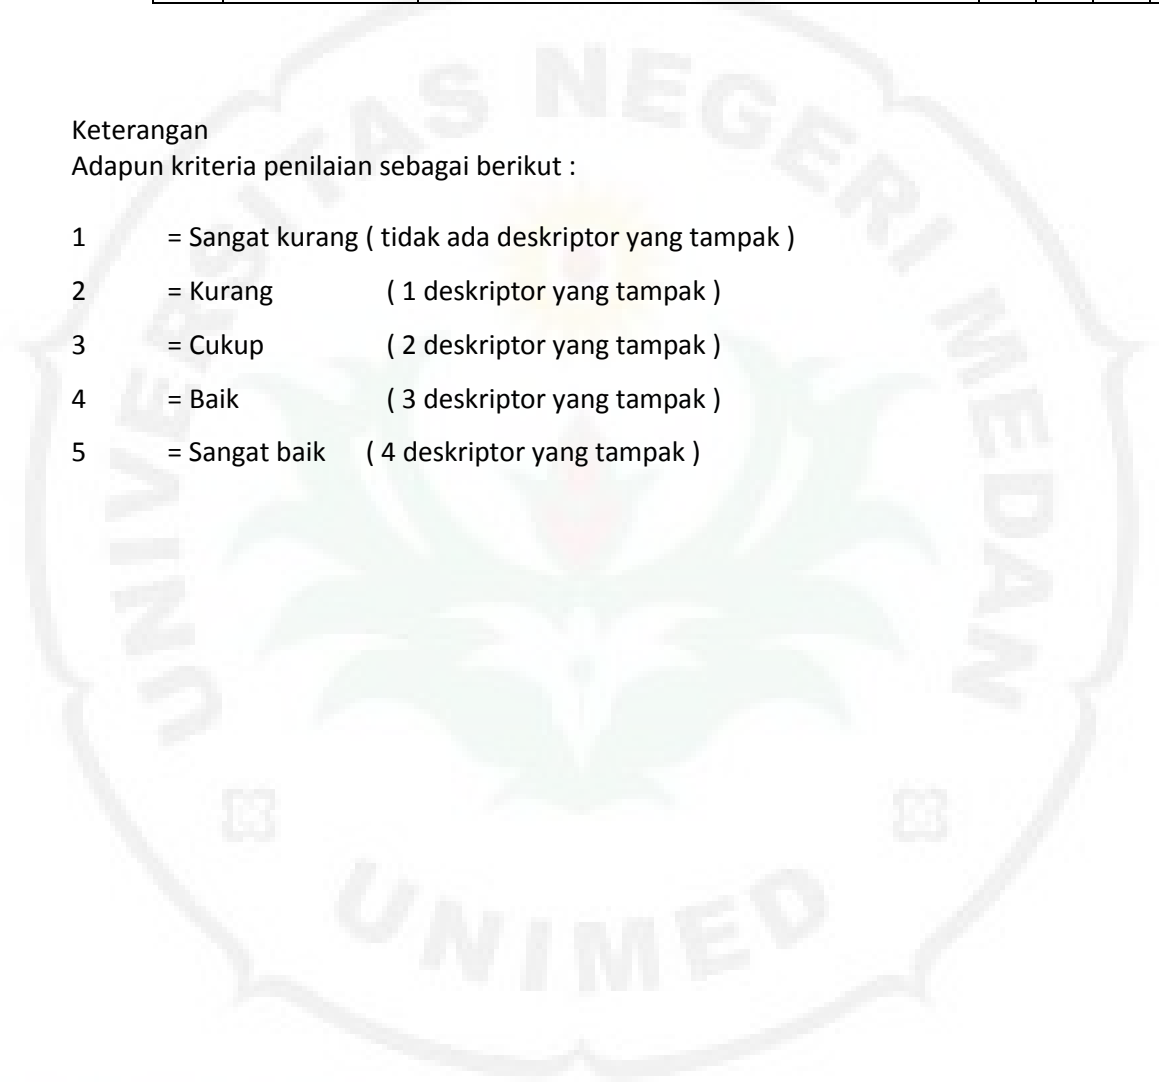 Keterangan
Adapun kriteria penilaian sebagai berikut :
1 = Sangat kurang ( tidak ada deskriptor yang tampak )
2 = Kurang ( 1 deskriptor yang tampak )
3 = Cukup ( 2 deskriptor yang tampak )
4 = Baik ( 3 deskriptor yang tampak )
5 = Sangat baik ( 4 deskriptor yang tampak )
UNIVERSITAS NEGERI MEDAN
UNIMED